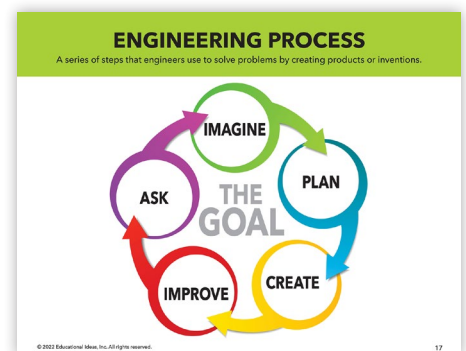 ENGINEERING PROCESS
A series of steps that engineers use to solve problems by creating products or inventions.
IMAGINE
PLAN
ASK
THE
GOAL
CREATE
IMPROVE
© 2022 Educational Ideas, Inc. All rights reserved.
17